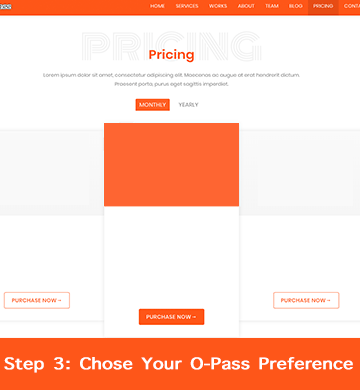 HOME SERVICES WORKS ABOUT TEAM BLOG PRICING
PRICING
Pricing
Lorem ipsum dolor sit amet, consectetur adipiscing elit. Maecenas ac augue at erat hendrerit dictum.
Praesent porta, purus eget sagittis imperdiet.
MONTHLY YEARLY
PURCHASE NOW→ PURCHASE NOW→
PURCHASE NOW→
Step 3: Chose Your O-Pass Preference